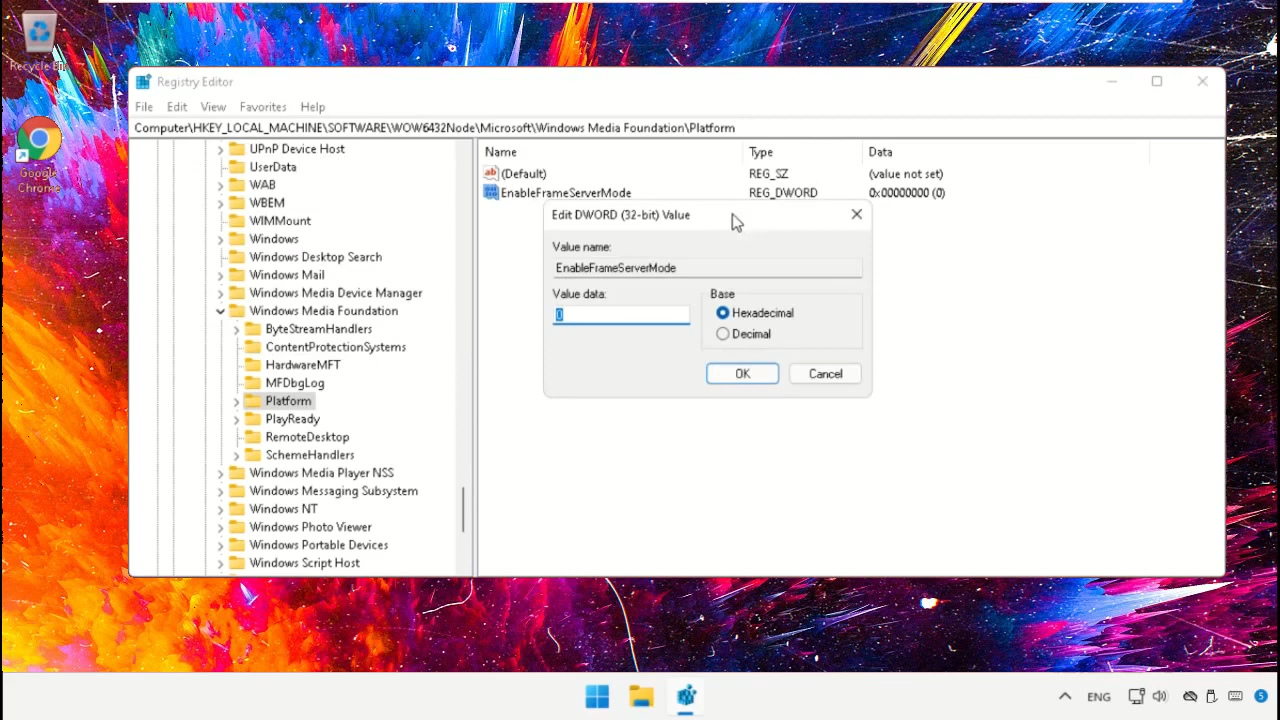 Recycle Bin
Google
Chrome
Registry Editor
File Edit View Favorites Help
Computer\HKEY_LOCAL_MACHINE\SOFTWARE\WOW6432Node\Microsoft\Windows Media Foundation\Platform
UPnP Device Host
UserData
WAB
WBEM
WIMMount
Windows
Windows Desktop Search
Windows Mail
Windows Media Device Manager
Windows Media Foundation
ByteStreamHandlers
ContentProtectionSystems
HardwareMFT
MFDbgLog
Platform
PlayReady
RemoteDesktop
SchemeHandlers
Windows Media Player NSS
Windows Messaging Subsystem
Windows NT
Windows Photo Viewer
Windows Portable Devices
Windows Script Host
Name Type Data
ab (Default) REG_SZ (value not set)
EnableFrameServerMode REG_DWORD 0x00000000 (0)
Edit DWORD (32-bit) Value
Value name:
EnableFrameServerMode
Value data:
0
Base
Hexadecimal
Decimal
OK Cancel
ENG 5